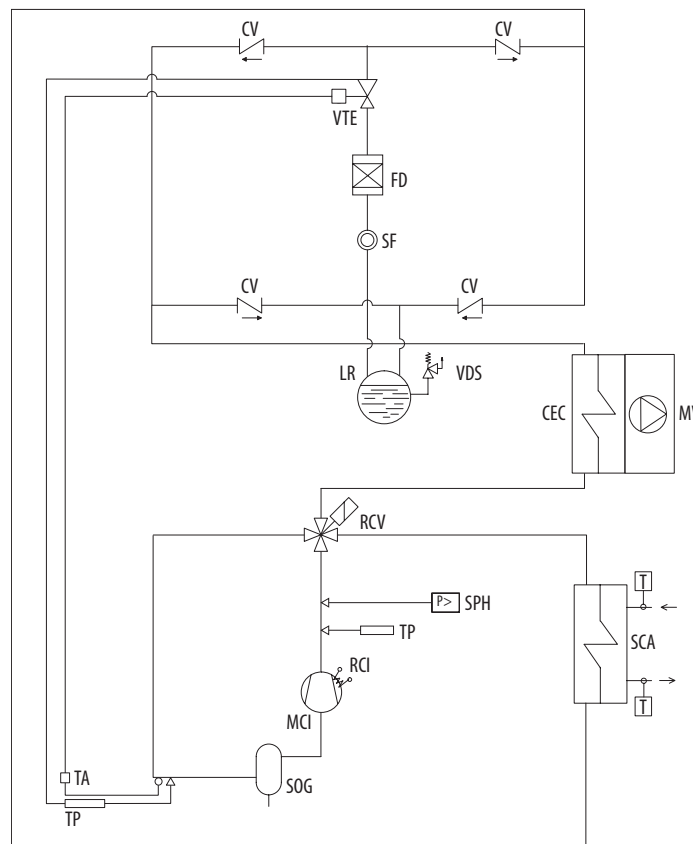 CV
CV
VTE
FD
SF
CV
CV
LR
VDS
CEC
MV
RCV
T
P>
SPH
SCA
TP
RCI
MCI
T
TA
SOG
TP